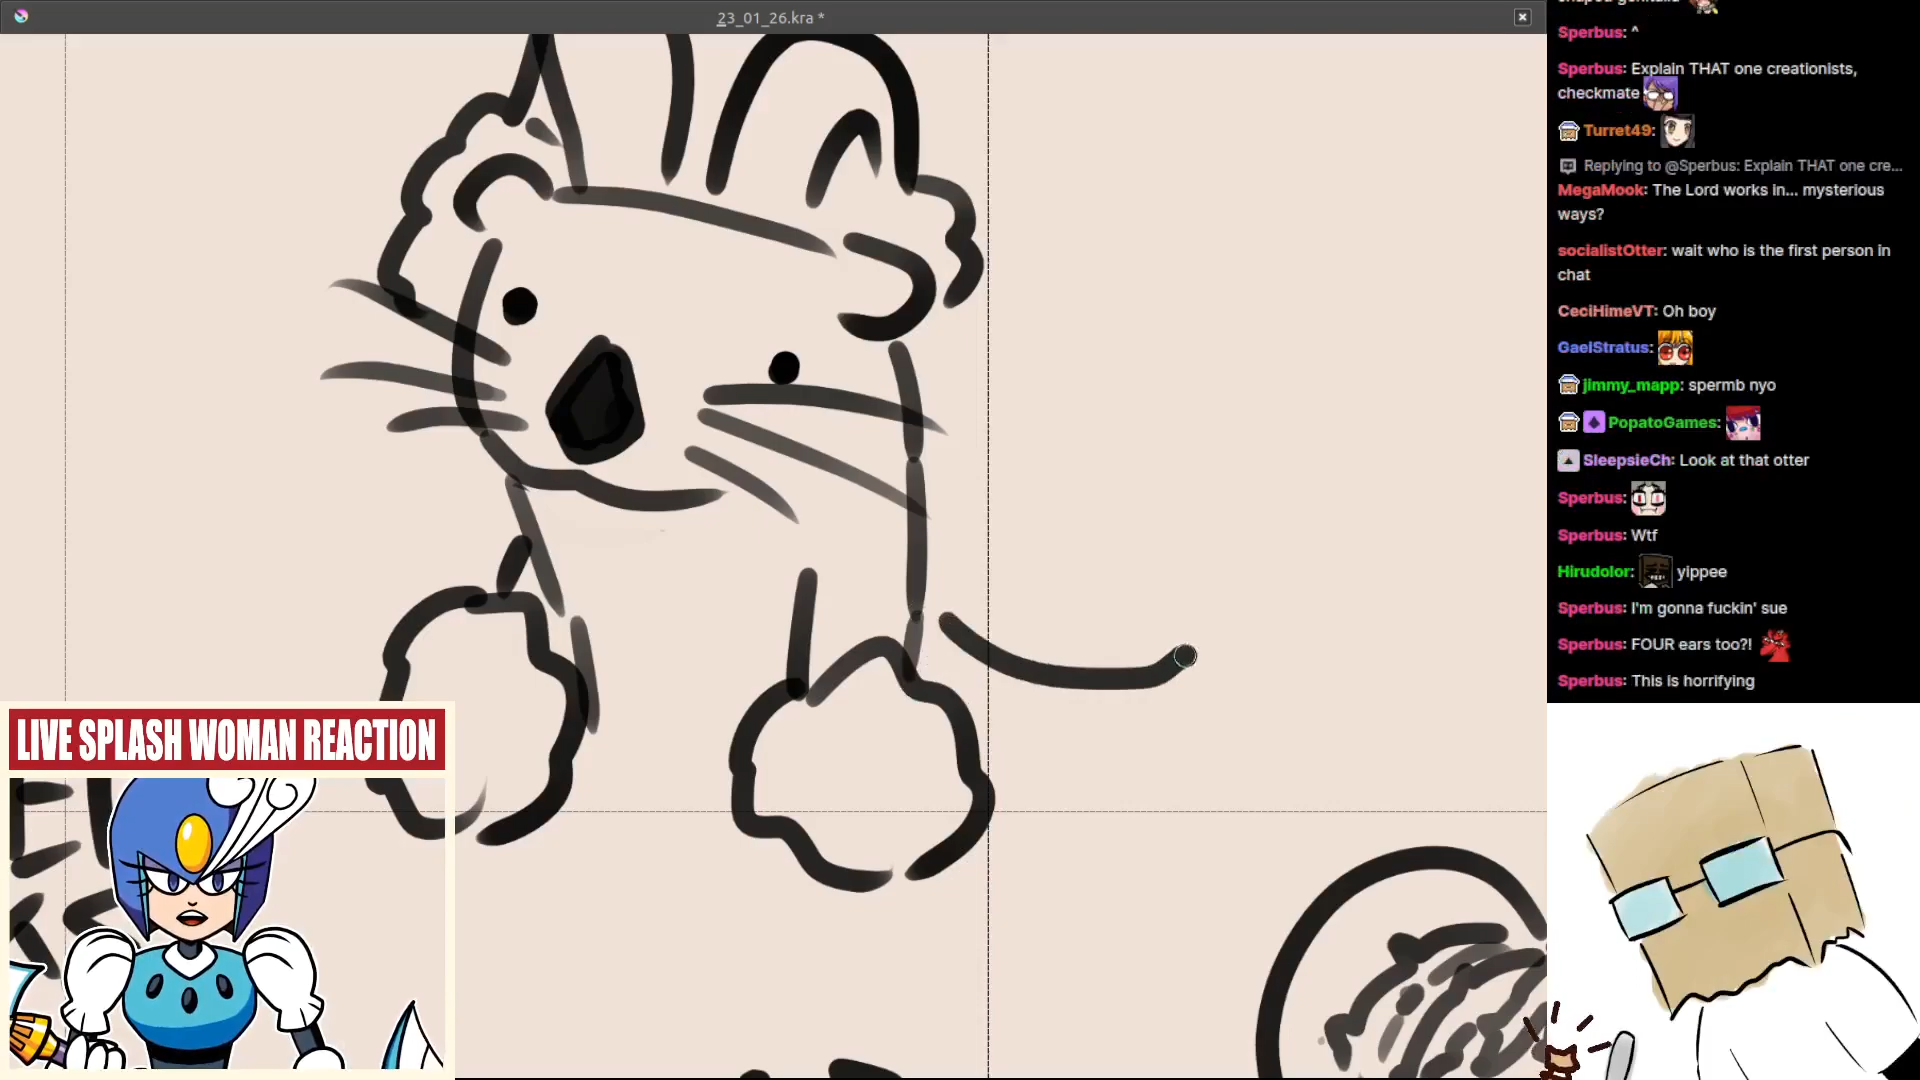 23_01_26.kra *
Sperbus: ^
Sperbus: Explain THAT one creationists,
checkmate
Turret49:
Replying to @Sperbus: Explain THAT one cre...
MegaMook: The Lord works in... mysterious
ways?
socialistOtter: wait who is the first person in
chat
CeciHimeVT: Oh boy
GaelStratus:
jimmy_mapp: spermb nyo
PopatoGames:
SleepsieCh: Look at that otter
Sperbus:
Sperbus: Wtf
Hirudolor: yippee
Sperbus: I'm gonna fuckin' sue
Sperbus: FOUR ears too?!
Sperbus: This is horrifying
LIVE SPLASH WOMAN REACTION